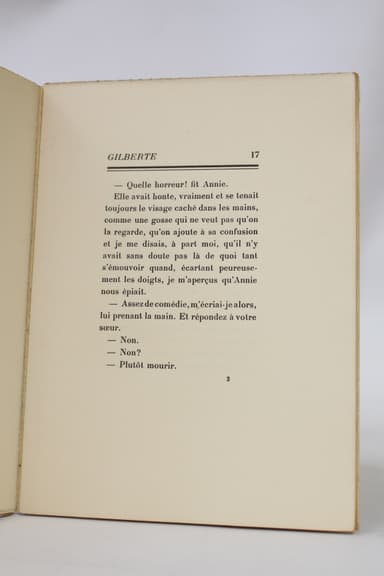 GILBERTE 17
— Quelle horreur! fit Annie.
Elle avait honte, vraiment et se tenait
toujours le visage caché dans les mains,
comme une gosse qui ne veut pas qu'on
la regarde, qu'on ajoute à sa confusion
et je me disais, à part moi, qu'il n'y
avait sans doute pas là de quoi tant
s'émouvoir quand, écartant peureuse-
ment les doigts, je m'aperçus qu'Annie
nous épiait.
— Assez de comédie, m'écriai-je alors,
lui prenant la main. Et répondez à votre
sœur.
— Non.
— Non?
— Plutôt mourir.
2